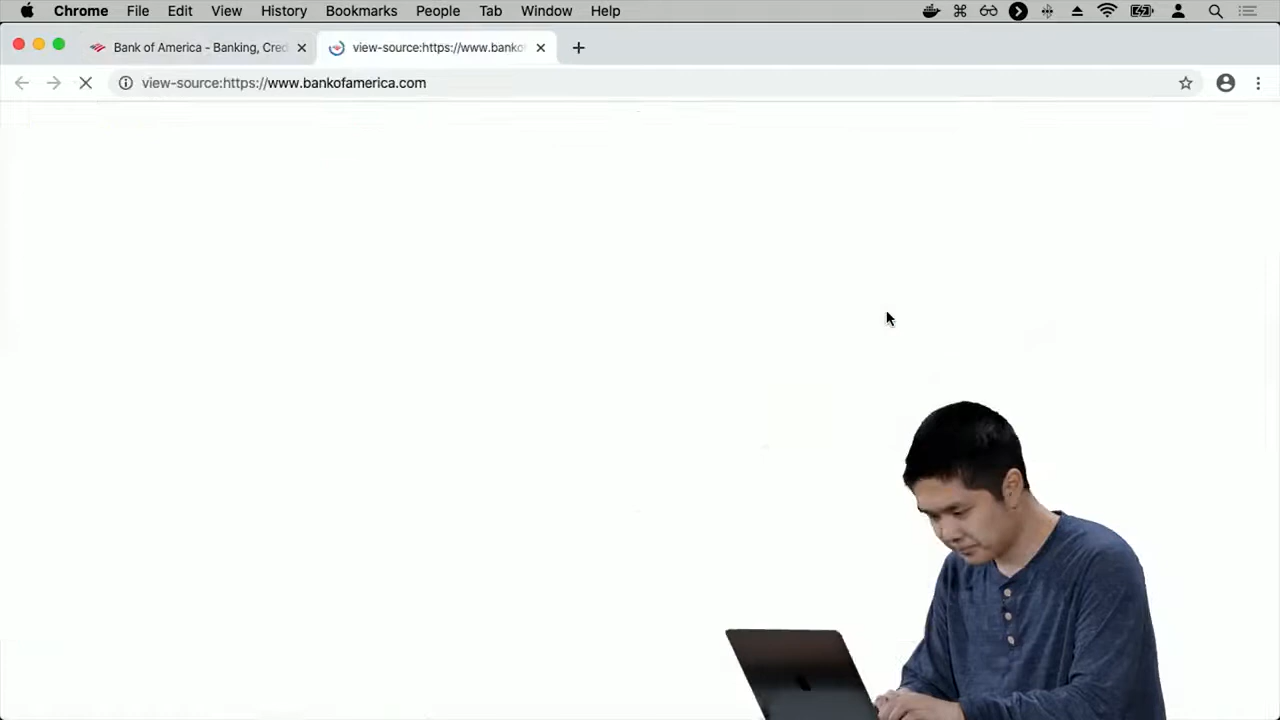 Chrome File Edit View History Bookmarks People Tab Window Help
Bank of America - Banking, Cred
view-source:https://www.banko
view-source:https://www.bankofamerica.com